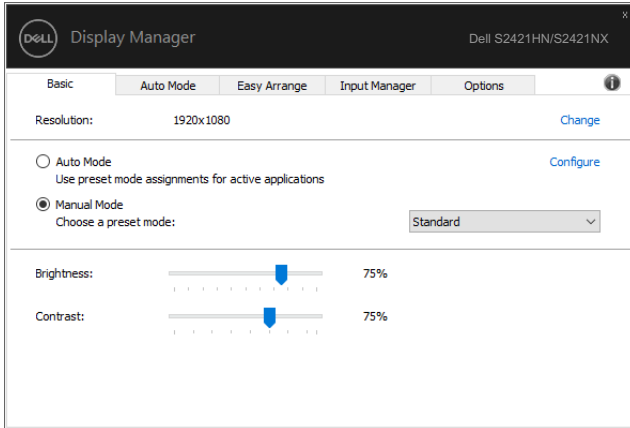 x
DELL Display Manager Dell S2421HN/S2421NX
Basic Auto Mode Easy Arrange Input Manager Options i
Resolution: 1920x1080 Change
Auto Mode Configure
Use preset mode assignments for active applications
Manual Mode
Choose a preset mode: Standard
Brightness: 75%
Contrast: 75%